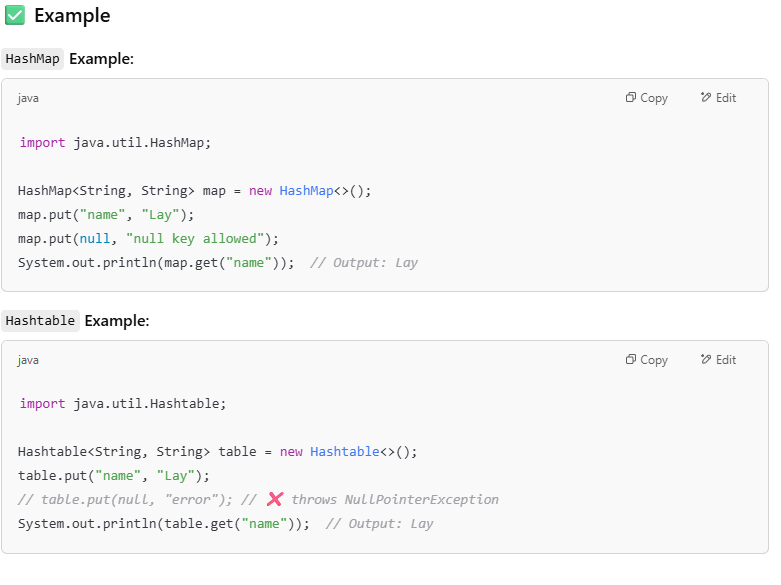 ✅ Example
HashMap Example:
java
Copy
Edit
import java.util.HashMap;
HashMap<String, String> map = new HashMap<>();
map.put("name", "Lay");
map.put(null, "null key allowed");
System.out.println(map.get("name"));  // Output: Lay
Hashtable Example:
java
Copy
Edit
import java.util.Hashtable;
Hashtable<String, String> table = new Hashtable<>();
table.put("name", "Lay");
// table.put(null, "error"); // ❌ throws NullPointerException
System.out.println(table.get("name"));  // Output: Lay